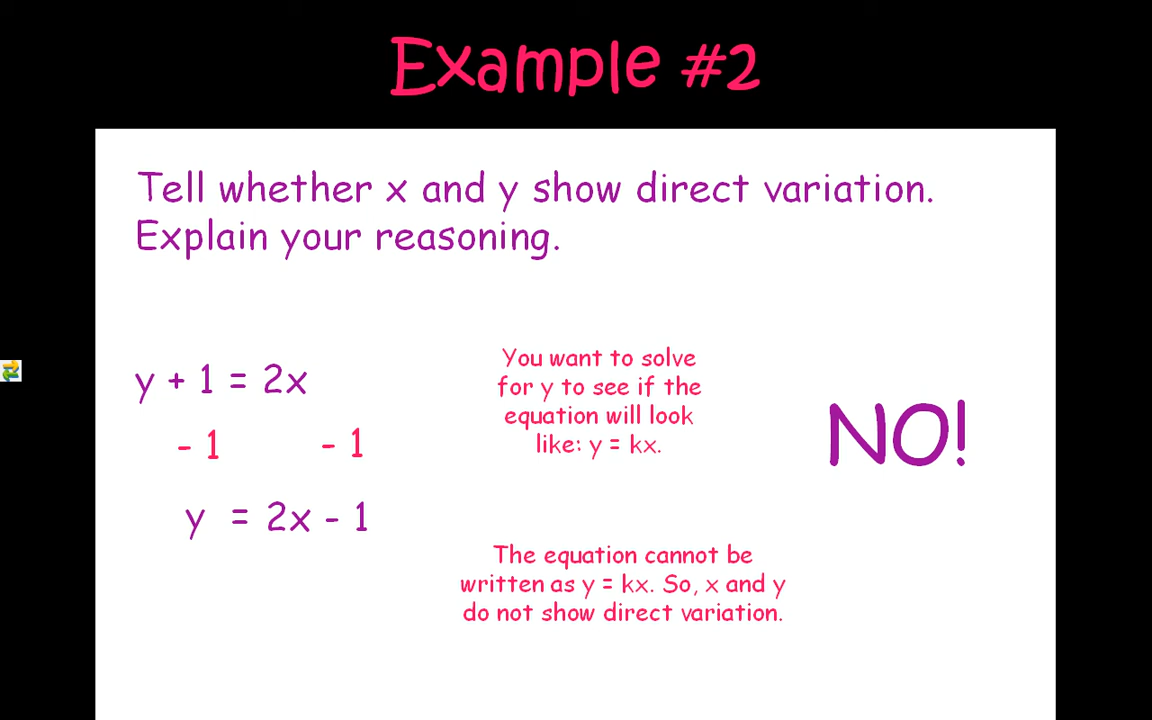 Example #2
Tell whether x and y show direct variation.
Explain your reasoning.
y + 1 = 2x
- 1 - 1
y = 2x - 1
You want to solve
for y to see if the
equation will look
like: y = kx.
NO!
The equation cannot be
written as y = kx. So, x and y
do not show direct variation.